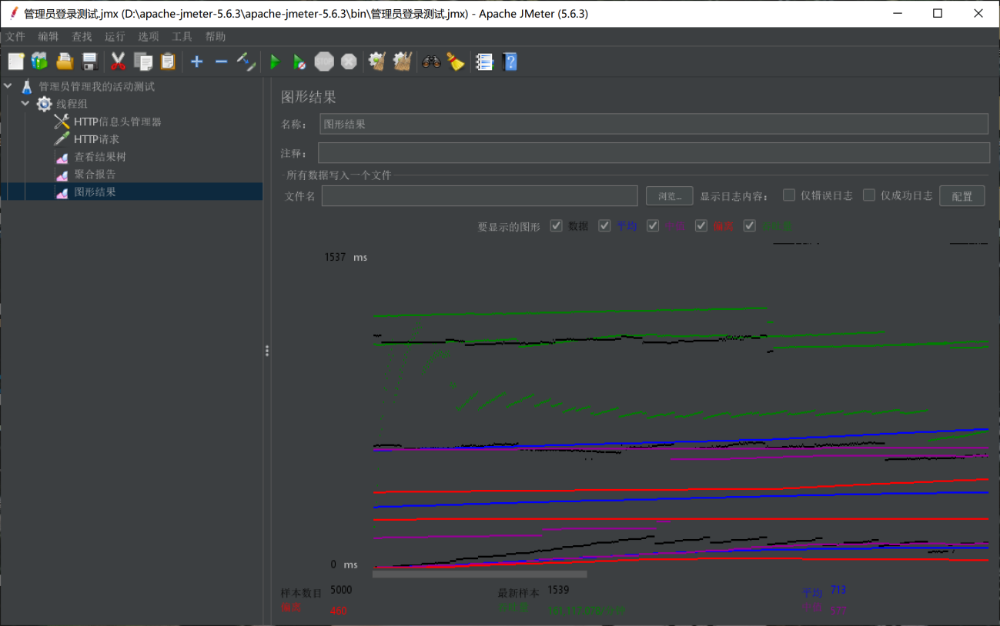 管理员登录测试.jmx (D:\apache-jmeter-5.6.3\apache-jmeter-5.6.3\bin\管理员登录测试.jmx) - Apache JMeter (5.6.3)
文件 编辑 查找 运行 选项 工具 帮助
STOP
管理员管理我的活动测试
线程组
HTTP信息头管理器
HTTP请求
查看结果树
聚合报告
图形结果
图形结果
名称： 图形结果
注释：
所有数据写入一个文件
文件名 浏览... 显示日志内容： 仅错误日志 仅成功日志 配置
要显示的图形 数据 平均 中值 偏离 吞吐量
1537 ms
0 ms
样本数目 5000 最新样本 1539 平均 713
偏离 460 吞吐量 161,117.078/分钟 中值 577